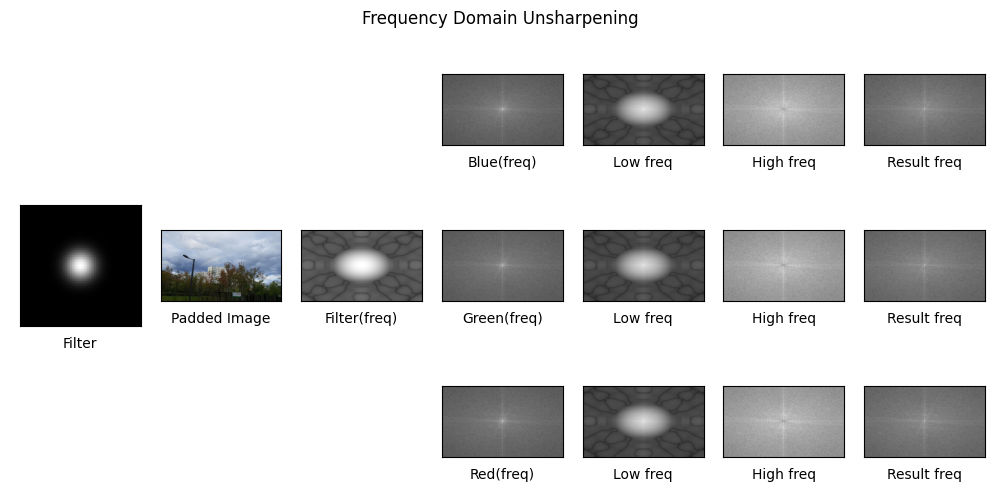 Frequency Domain Unsharpening
Blue(freq)
Low freq
High freq
Result freq
Filter
Padded Image
Filter(freq)
Green(freq)
Low freq
High freq
Result freq
Red(freq)
Low freq
High freq
Result freq